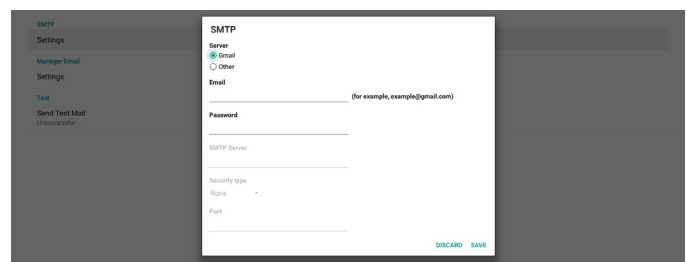 SMTP
Settings
Manager Email
Settings
Test
Send Test Mail
Unsuccessful
SMTP
Server
Gmail
Other
Email
(for example, example@gmail.com)
Password
SMTP Server
Security type
None
Port
DISCARD SAVE